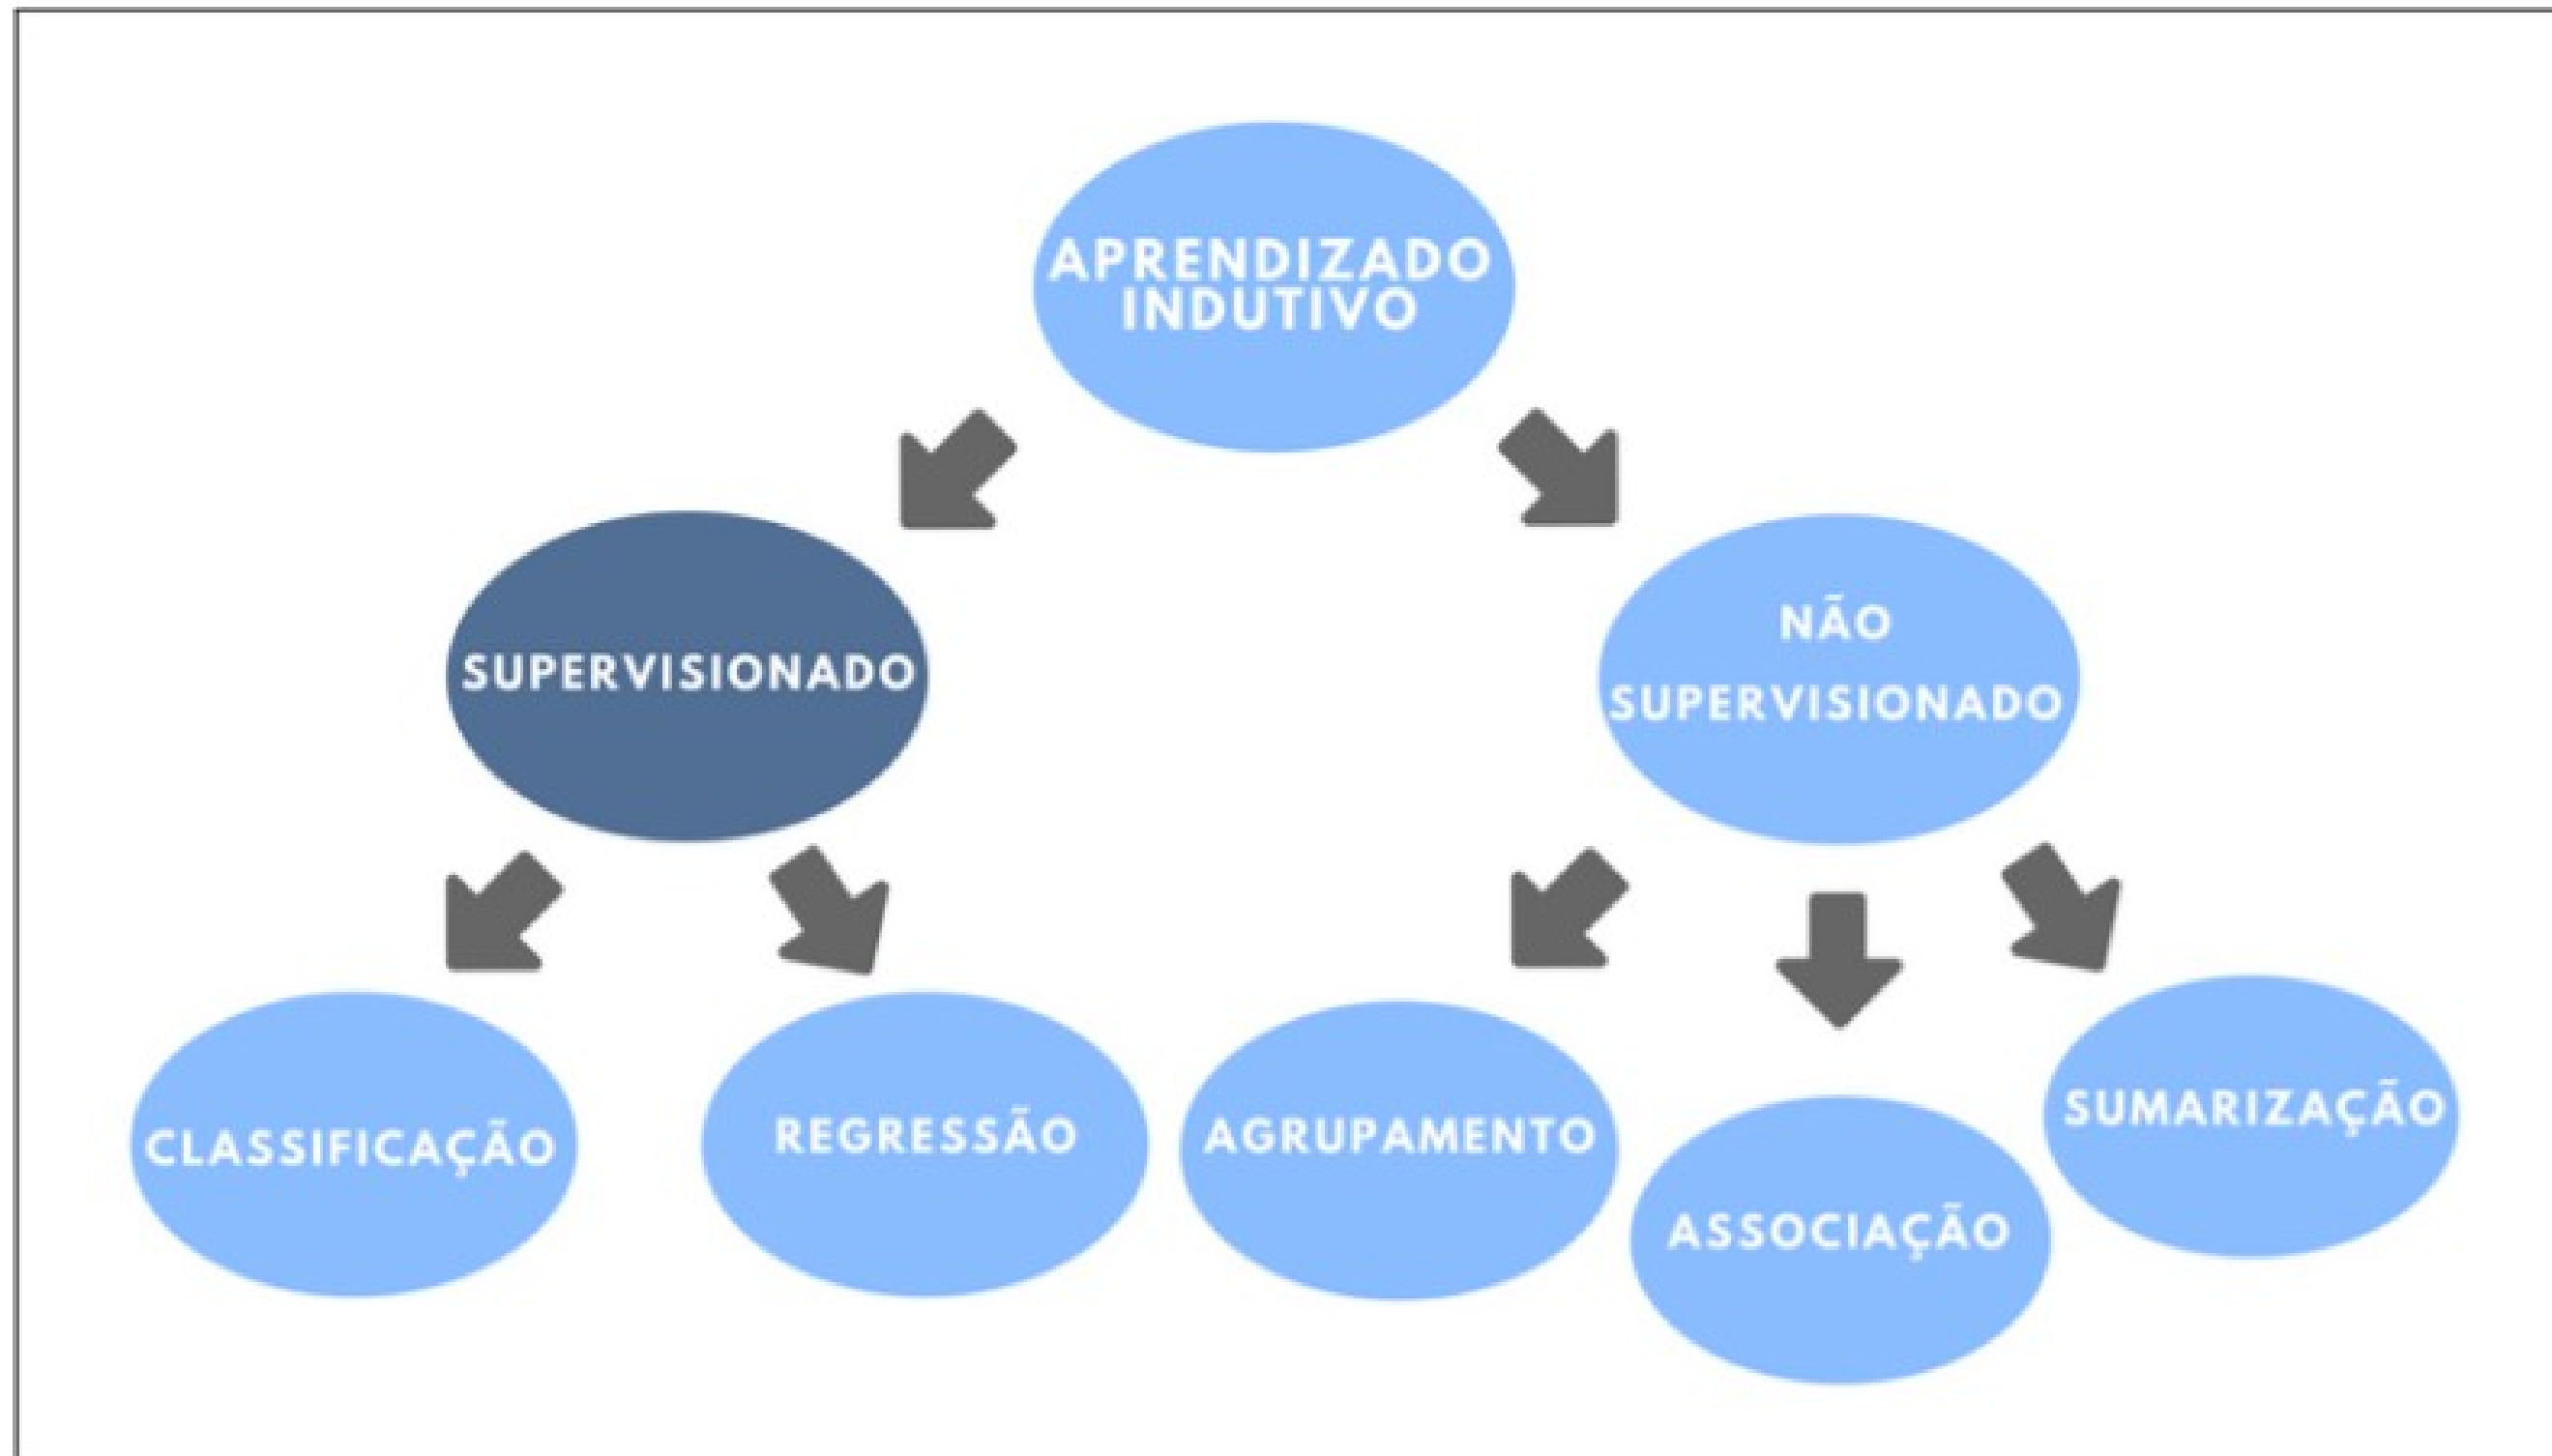 APRENDIZADO
INDUTIVO
SUPERVISIONADO
NÃO
SUPERVISIONADO
CLASSIFICAÇÃO
REGRESSÃO
AGRUPAMENTO
ASSOCIAÇÃO
SUMARIZAÇÃO